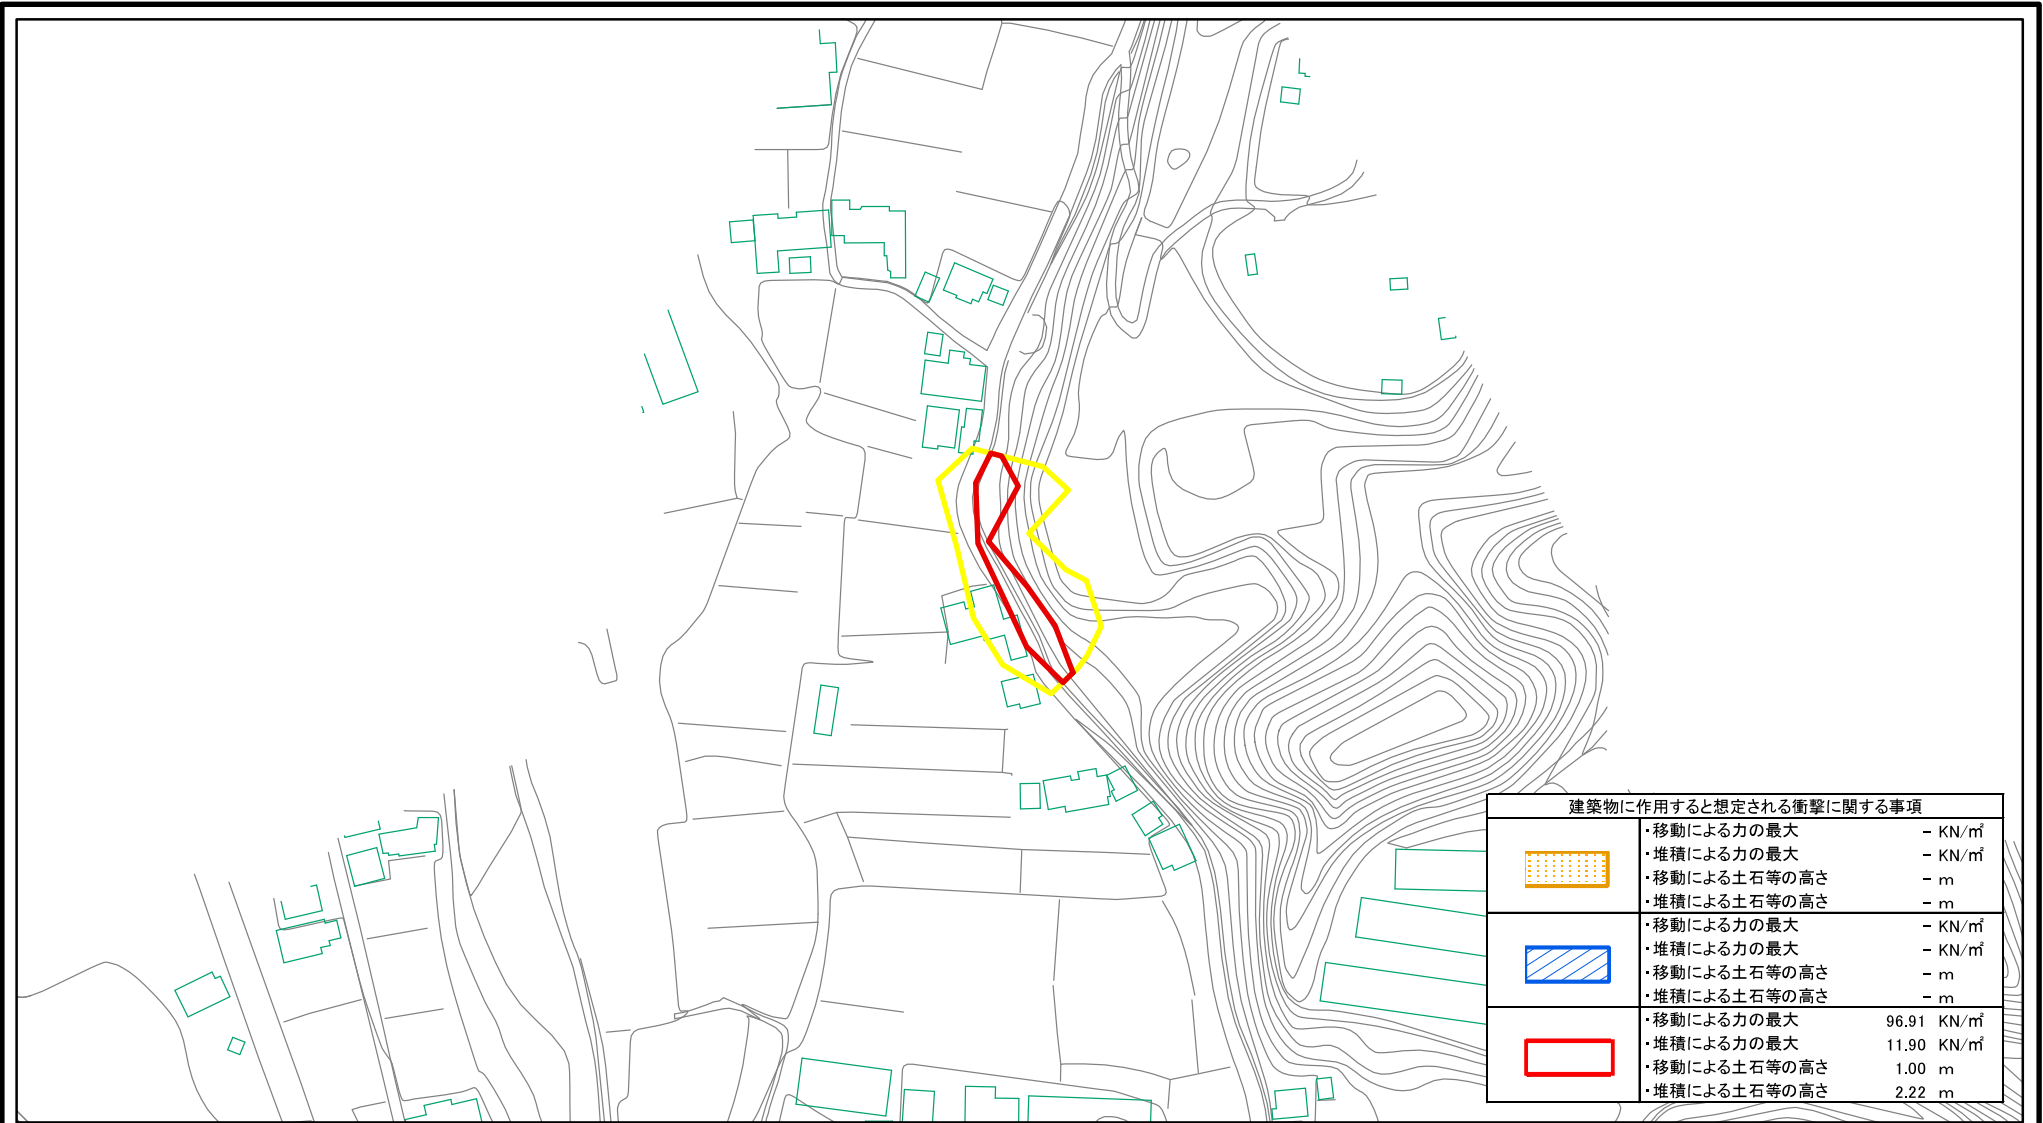 建築物に作用すると想定される衝撃に関する事項
・移動による力の最大 - KN/㎡
・堆積による力の最大 - KN/㎡
・移動による土石等の高さ - m
・堆積による土石等の高さ - m
・移動による力の最大 - KN/㎡
・堆積による力の最大 - KN/㎡
・移動による土石等の高さ - m
・堆積による土石等の高さ - m
・移動による力の最大 96.91 KN/㎡
・堆積による力の最大 11.90 KN/㎡
・移動による土石等の高さ 1.00 m
・堆積による土石等の高さ 2.22 m